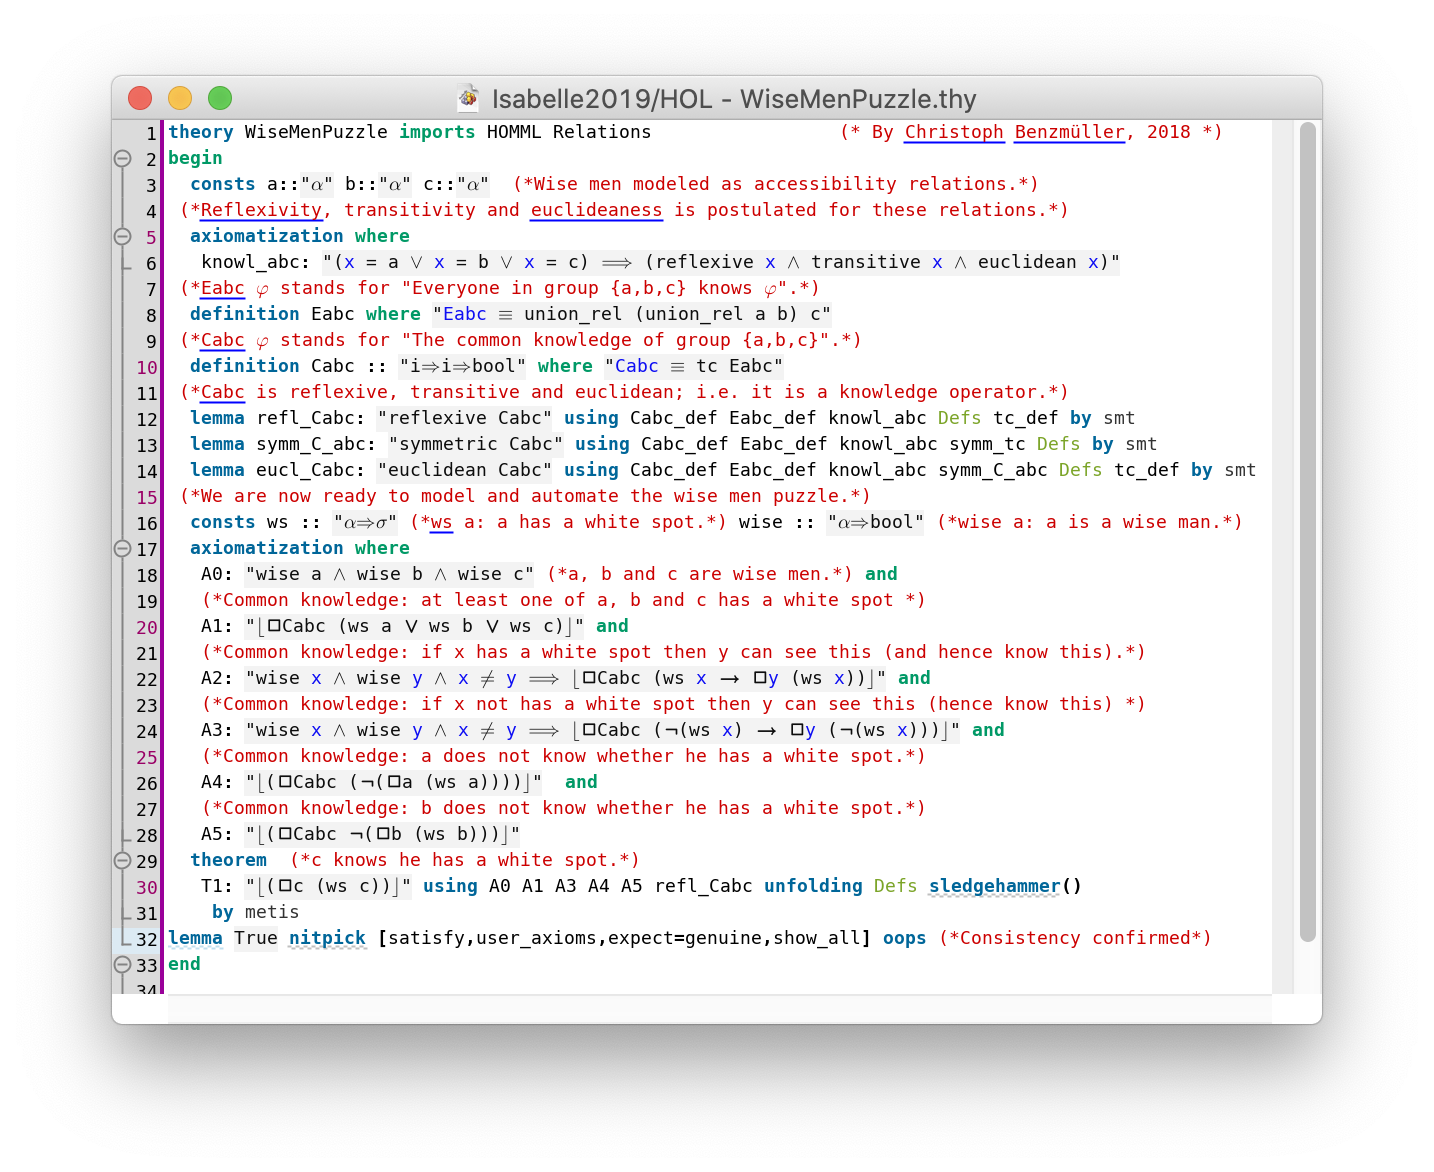 Isabelle2019/HOL - WiseMenPuzzle.thy
1 theory WiseMenPuzzle imports HOMML Relations (* By Christoph Benzmüller, 2018 *)
2 begin
3 consts a::"α" b::"α" c::"α" (*Wise men modeled as accessibility relations.*)
4 (*Reflexivity, transitivity and euclideaness is postulated for these relations.*)
5 axiomatization where
6 knowl_abc: "(x = a ∨ x = b ∨ x = c) ⟹ (reflexive x ∧ transitive x ∧ euclidean x)"
7 (*Eabc φ stands for "Everyone in group {a,b,c} knows φ".*)
8 definition Eabc where "Eabc ≡ union_rel (union_rel a b) c"
9 (*Cabc φ stands for "The common knowledge of group {a,b,c}".*)
10 definition Cabc :: "i⇒i⇒bool" where "Cabc ≡ tc Eabc"
11 (*Cabc is reflexive, transitive and euclidean; i.e. it is a knowledge operator.*)
12 lemma refl_Cabc: "reflexive Cabc" using Cabc_def Eabc_def knowl_abc Defs tc_def by smt
13 lemma symm_C_abc: "symmetric Cabc" using Cabc_def Eabc_def knowl_abc symm_tc Defs by smt
14 lemma eucl_Cabc: "euclidean Cabc" using Cabc_def Eabc_def knowl_abc symm_C_abc Defs tc_def by smt
15 (*We are now ready to model and automate the wise men puzzle.*)
16 consts ws :: "α⇒σ" (*ws a: a has a white spot.*) wise :: "α⇒bool" (*wise a: a is a wise man.*)
17 axiomatization where
18 A0: "wise a ∧ wise b ∧ wise c" (*a, b and c are wise men.*) and
19 (*Common knowledge: at least one of a, b and c has a white spot *)
20 A1: "⌊□Cabc (ws a ∨ ws b ∨ ws c)⌋" and
21 (*Common knowledge: if x has a white spot then y can see this (and hence know this).*)
22 A2: "wise x ∧ wise y ∧ x ≠ y ⟹ ⌊□Cabc (ws x → □y (ws x))⌋" and
23 (*Common knowledge: if x not has a white spot then y can see this (hence know this) *)
24 A3: "wise x ∧ wise y ∧ x ≠ y ⟹ ⌊□Cabc (¬(ws x) → □y (¬(ws x)))⌋" and
25 (*Common knowledge: a does not know whether he has a white spot.*)
26 A4: "⌊(□Cabc (¬(□a (ws a))))⌋" and
27 (*Common knowledge: b does not know whether he has a white spot.*)
28 A5: "⌊(□Cabc ¬(□b (ws b)))⌋"
29 theorem (*c knows he has a white spot.*)
30 T1: "⌊(□c (ws c))⌋" using A0 A1 A3 A4 A5 refl_Cabc unfolding Defs sledgehammer()
31 by metis
32 lemma True nitpick [satisfy,user_axioms,expect=genuine,show_all] oops (*Consistency confirmed*)
33 end
34